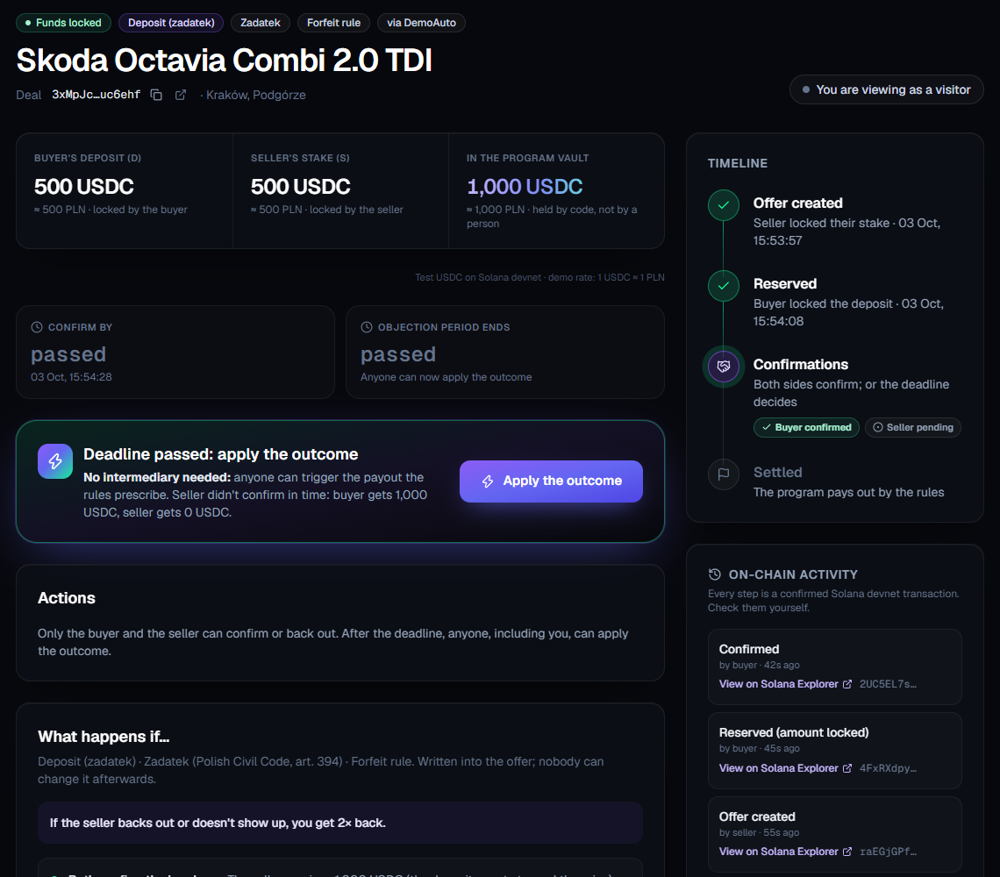 Funds locked
Deposit (zadatek)
Zadatek
Forfeit rule
via DemoAuto
Skoda Octavia Combi 2.0 TDI
Deal 3xMpJc…uc6ehf · Kraków, Podgórze
You are viewing as a visitor
BUYER'S DEPOSIT (D)
500 USDC
≈ 500 PLN · locked by the buyer
SELLER'S STAKE (S)
500 USDC
≈ 500 PLN · locked by the seller
IN THE PROGRAM VAULT
1,000 USDC
≈ 1,000 PLN · held by code, not by a
person
Test USDC on Solana devnet · demo rate: 1 USDC ≈ 1 PLN
CONFIRM BY
passed
03 Oct, 15:54:28
OBJECTION PERIOD ENDS
passed
Anyone can now apply the outcome
Deadline passed: apply the outcome
No intermediary needed: anyone can trigger the payout the
rules prescribe. Seller didn't confirm in time: buyer gets 1,000
USDC, seller gets 0 USDC.
Apply the outcome
Actions
Only the buyer and the seller can confirm or back out. After the deadline, anyone, including you, can apply
the outcome.
What happens if…
Deposit (zadatek) · Zadatek (Polish Civil Code, art. 394) · Forfeit rule. Written into the offer; nobody can
change it afterwards.
If the seller backs out or doesn't show up, you get 2× back.
TIMELINE
Offer created
Seller locked their stake · 03 Oct,
15:53:57
Reserved
Buyer locked the deposit · 03 Oct,
15:54:08
Confirmations
Both sides confirm; or the deadline
decides
Buyer confirmed
Seller pending
Settled
The program pays out by the rules
ON-CHAIN ACTIVITY
Every step is a confirmed Solana devnet transaction.
Check them yourself.
Confirmed
by buyer · 42s ago
View on Solana Explorer 2UC5EL7s…
Reserved (amount locked)
by buyer · 45s ago
View on Solana Explorer 4FxRXdpy…
Offer created
by seller · 55s ago
View on Solana Explorer raEGjGPf…